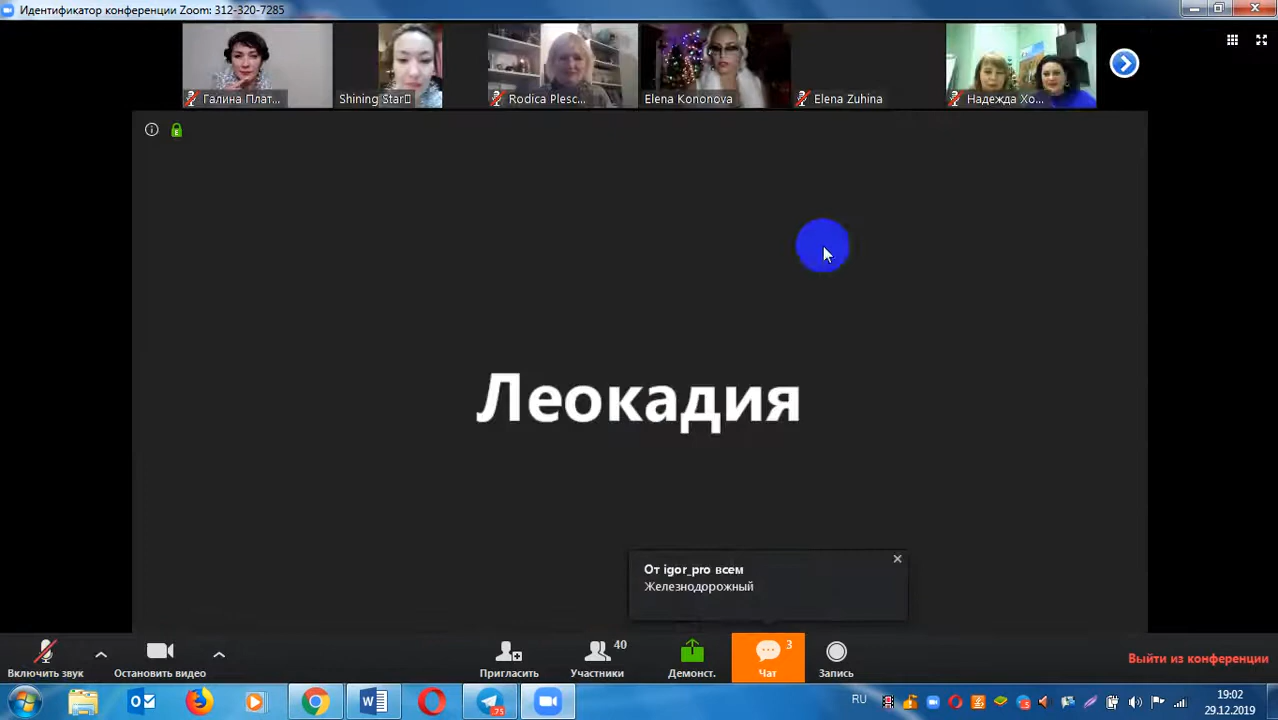 Идентификатор конференции Zoom: 312-320-7285
Галина Плат...
Shining Star
Rodica Plesc...
Elena Kononova
Elena Zuhina
Надежда Хо...
Леокадия
От igor_pro всем
Железнодорожный
Включить звук
Остановить видео
Пригласить
40
Участники
Демонст.
3
Чат
Запись
Выйти из конференции
75
RU
19:02
29.12.2019